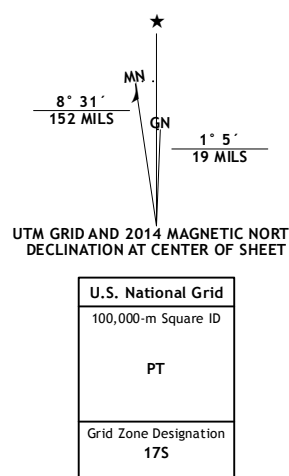 ★
MN
GN
8° 31´
152 MILS
1° 5´
19 MILS
UTM GRID AND 2014 MAGNETIC NORT
DECLINATION AT CENTER OF SHEET
U.S. National Grid
100,000-m Square ID
PT
Grid Zone Designation
17S